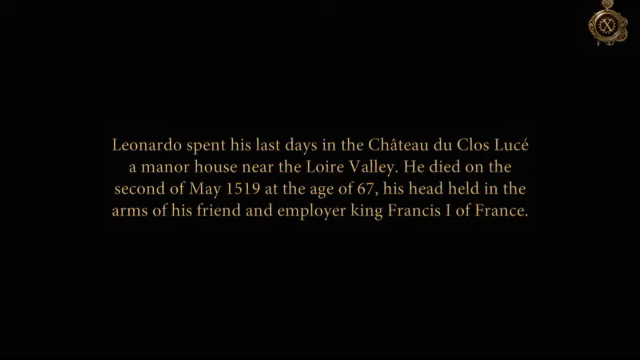 X
Leonardo spent his last days in the Château du Clos Lucé
a manor house near the Loire Valley. He died on the
second of May 1519 at the age of 67, his head held in the
arms of his friend and employer king Francis I of France.